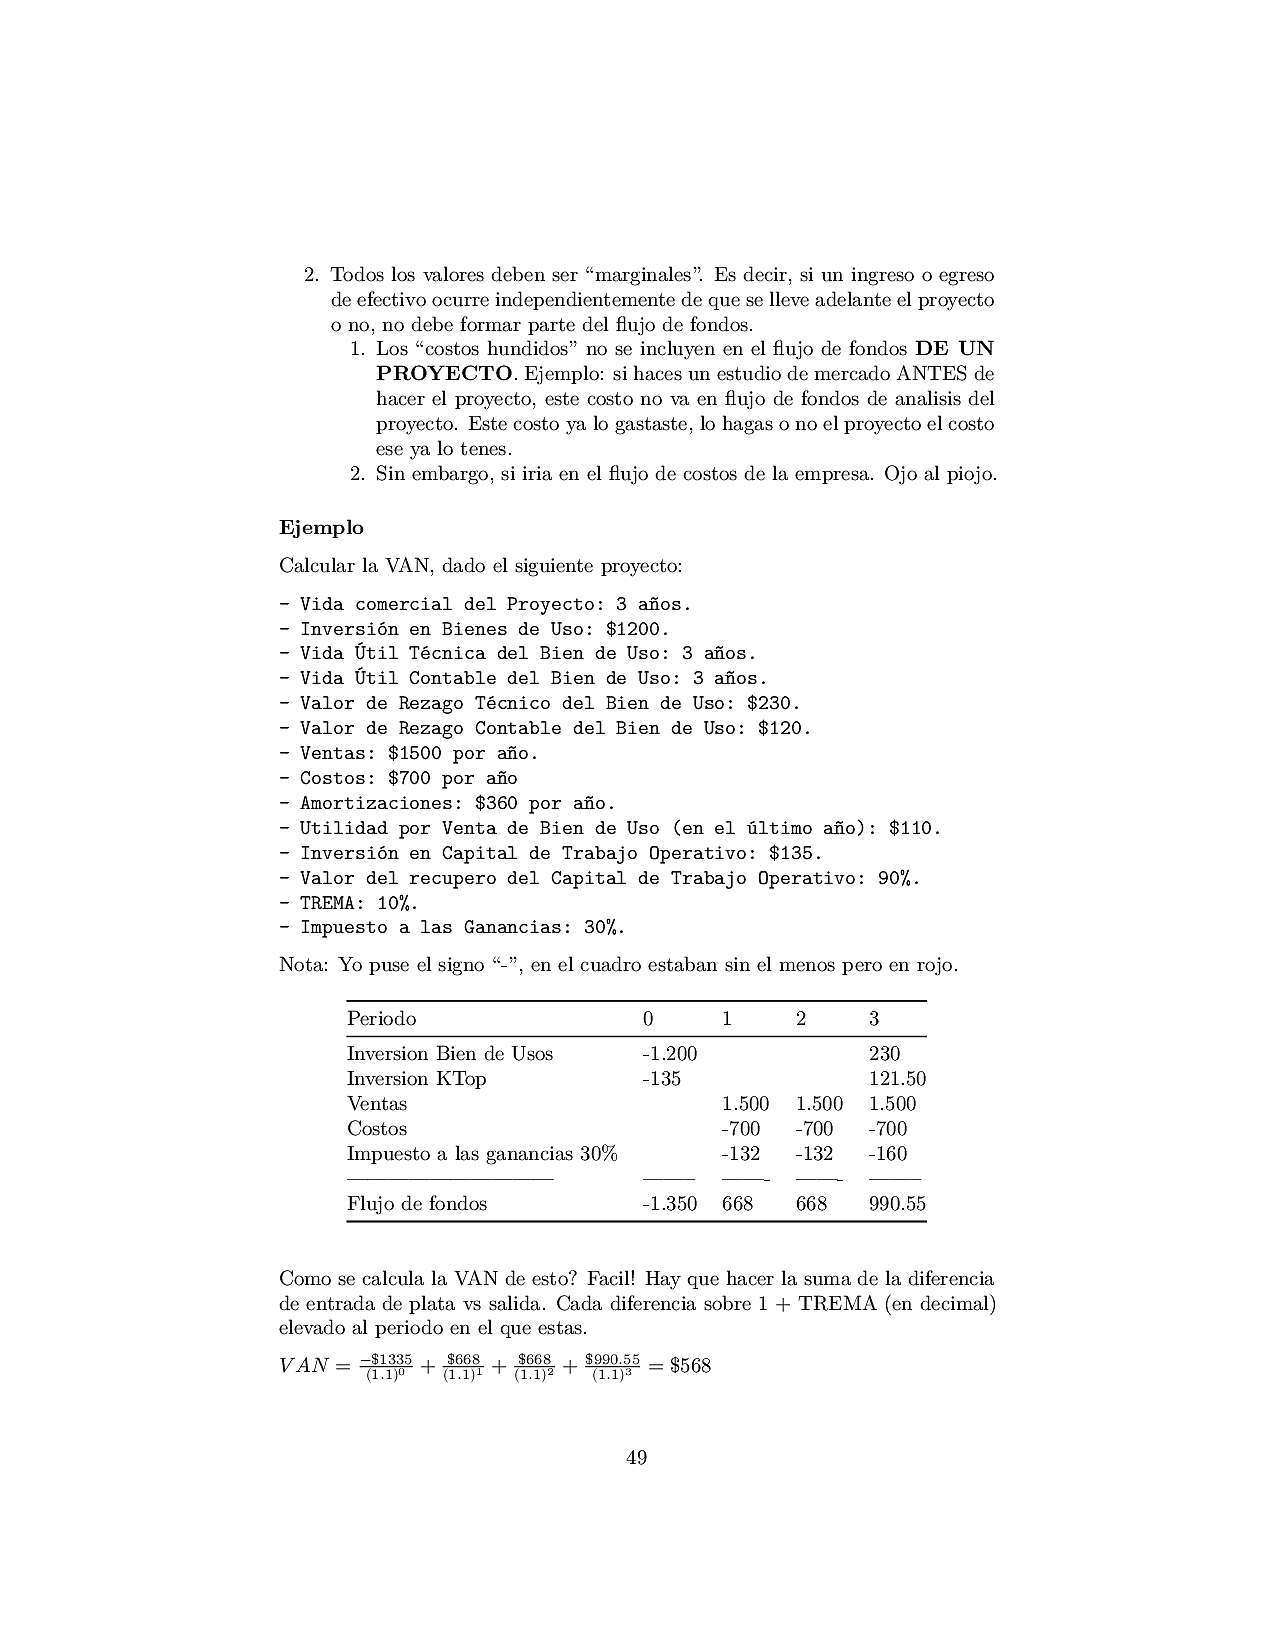 2. Todos los valores deben ser “marginales”. Es decir, si un ingreso o egreso
de efectivo ocurre independientemente de que se lleve adelante el proyecto
o no, no debe formar parte del flujo de fondos.
1. Los “costos hundidos” no se incluyen en el flujo de fondos DE UN
PROYECTO. Ejemplo: si haces un estudio de mercado ANTES de
hacer el proyecto, este costo no va en flujo de fondos de analisis del
proyecto. Este costo ya lo gastaste, lo hagas o no el proyecto el costo
ese ya lo tenes.
2. Sin embargo, si iria en el flujo de costos de la empresa. Ojo al piojo.
Ejemplo
Calcular la VAN, dado el siguiente proyecto:
- Vida comercial del Proyecto: 3 años.
- Inversión en Bienes de Uso: $1200.
- Vida Útil Técnica del Bien de Uso: 3 años.
- Vida Útil Contable del Bien de Uso: 3 años.
- Valor de Rezago Técnico del Bien de Uso: $230.
- Valor de Rezago Contable del Bien de Uso: $120.
- Ventas: $1500 por año.
- Costos: $700 por año
- Amortizaciones: $360 por año.
- Utilidad por Venta de Bien de Uso (en el último año): $110.
- Inversión en Capital de Trabajo Operativo: $135.
- Valor del recupero del Capital de Trabajo Operativo: 90%.
- TREMA: 10%.
- Impuesto a las Ganancias: 30%.
Nota: Yo puse el signo “-”, en el cuadro estaban sin el menos pero en rojo.
Periodo 0 1 2 3
Inversion Bien de Usos -1.200 230
Inversion KTop -135 121.50
Ventas 1.500 1.500 1.500
Costos -700 -700 -700
Impuesto a las ganancias 30% -132 -132 -160
Flujo de fondos -1.350 668 668 990.55
Como se calcula la VAN de esto? Facil! Hay que hacer la suma de la diferencia
de entrada de plata vs salida. Cada diferencia sobre 1 + TREMA (en decimal)
elevado al periodo en el que estas.
VAN = −$1335/(1.1)^0 + $668/(1.1)^1 + $668/(1.1)^2 + $990.55/(1.1)^3 = $568
49